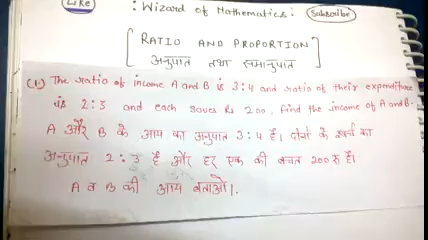 Like : Wizard of Mathematics : Subscribe
[ RATIO AND PROPORTION ]
अनुपात तथा समानुपात
(1) The ratio of income A and B is 3:4 and ratio of their expenditure
is 2:3 and each saves Rs 200, find the income of A and B.
A और B के आय का अनुपात 3:4 है। दोनों के खर्च का
अनुपात 2:3 है और हर एक की बचत 200 रु है।
A व B की आय बताओ।